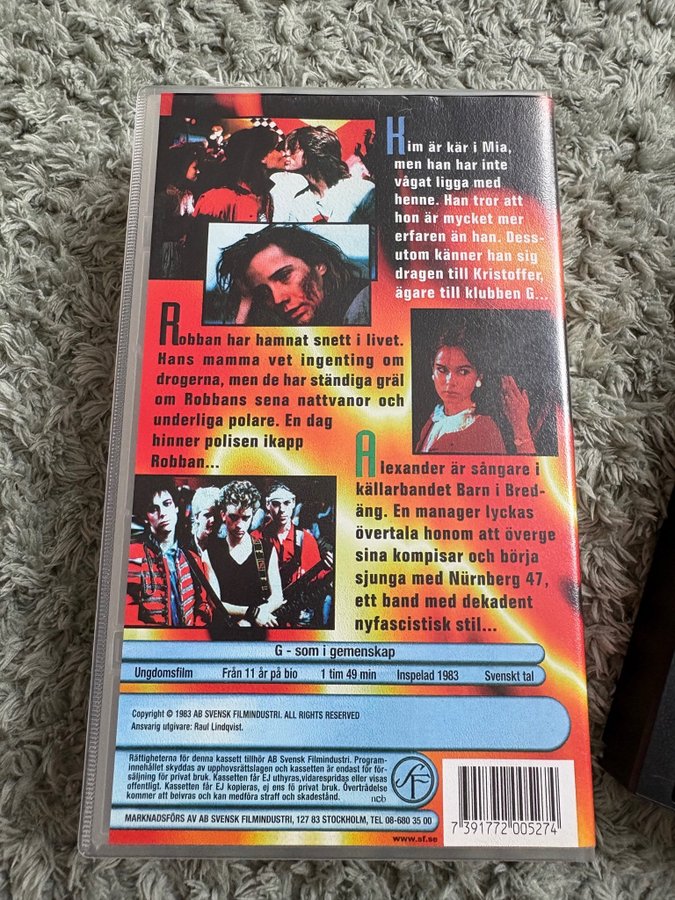 Kim är kär i Mia,
men han har inte
vågat ligga med
henne. Han tror att
hon är mycket mer
erfaren än han. Dess-
utom känner han sig
dragen till Kristoffer,
ägare till klubben G...
Robban har hamnat snett i livet.
Hans mamma vet ingenting om
drogerna, men de har ständiga gräl
om Robbans sena nattvanor och
underliga polare. En dag
hinner polisen ikapp
Robban...
Alexander är sångare i
källarbandet Barn i Bred-
äng. En manager lyckas
övertala honom att överge
sina kompisar och börja
sjunga med Nürnberg 47,
ett band med dekadent
nyfascistisk stil...
G - som i gemenskap
Ungdomsfilm Från 11 år på bio 1 tim 49 min Inspelad 1983 Svenskt tal
Copyright © 1983 AB SVENSK FILMINDUSTRI. ALL RIGHTS RESERVED
Ansvarig utgivare: Raul Lindqvist.
Rättigheterna för denna kassett tillhör AB Svensk Filmindustri. Program-
innehållet skyddas av upphovsrättslagen och kassetten är endast för för-
säljning för privat bruk. Kassetten får EJ uthyras,vidarespridas eller visas
offentligt. Kassetten får EJ kopieras, ej ens fö privat bruk. Överträdelse
kommer att beivras och kan medföra straff och skadestånd. ncb
SF
MARKNADSFÖRS AV AB SVENSK FILMINDUSTRI, 127 83 STOCKHOLM, TEL 08-680 35 00
www.sf.se
7 391772 005274